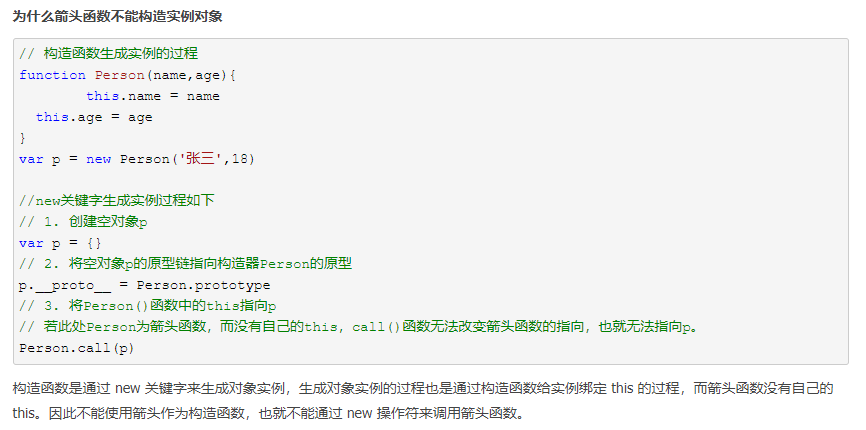 为什么箭头函数不能构造实例对象
// 构造函数生成实例的过程
function Person(name,age){
        this.name = name
  this.age = age
}
var p = new Person('张三',18)

//new关键字生成实例过程如下
// 1. 创建空对象p
var p = {}
// 2. 将空对象p的原型链指向构造器Person的原型
p.__proto__ = Person.prototype
// 3. 将Person()函数中的this指向p
// 若此处Person为箭头函数，而没有自己的this，call()函数无法改变箭头函数的指向，也就无法指向p。
Person.call(p)
构造函数是通过 new 关键字来生成对象实例，生成对象实例的过程也是通过构造函数给实例绑定 this 的过程，而箭头函数没有自己的
this。因此不能使用箭头作为构造函数，也就不能通过 new 操作符来调用箭头函数。